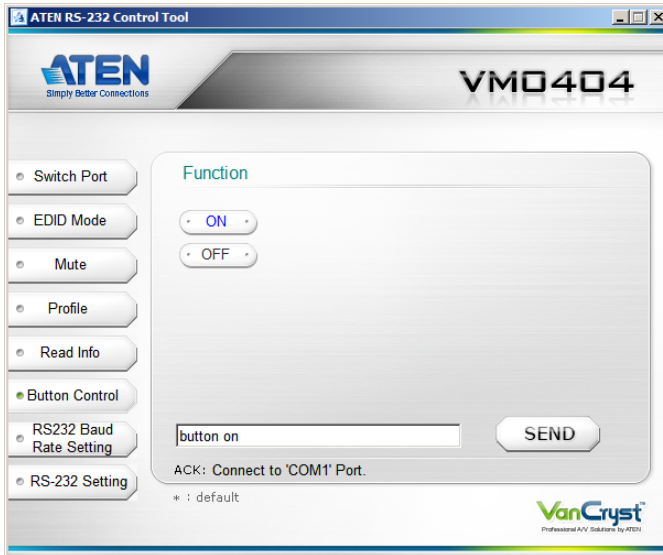 ATEN RS-232 Control Tool
ATEN
Simply Better Connections
VM0404
Switch Port
EDID Mode
Mute
Profile
Read Info
Button Control
RS232 Baud
Rate Setting
RS-232 Setting
Function
ON
OFF
button on
SEND
ACK: Connect to 'COM1' Port.
* : default
VanCryst™
Professional A/V Solutions by ATEN